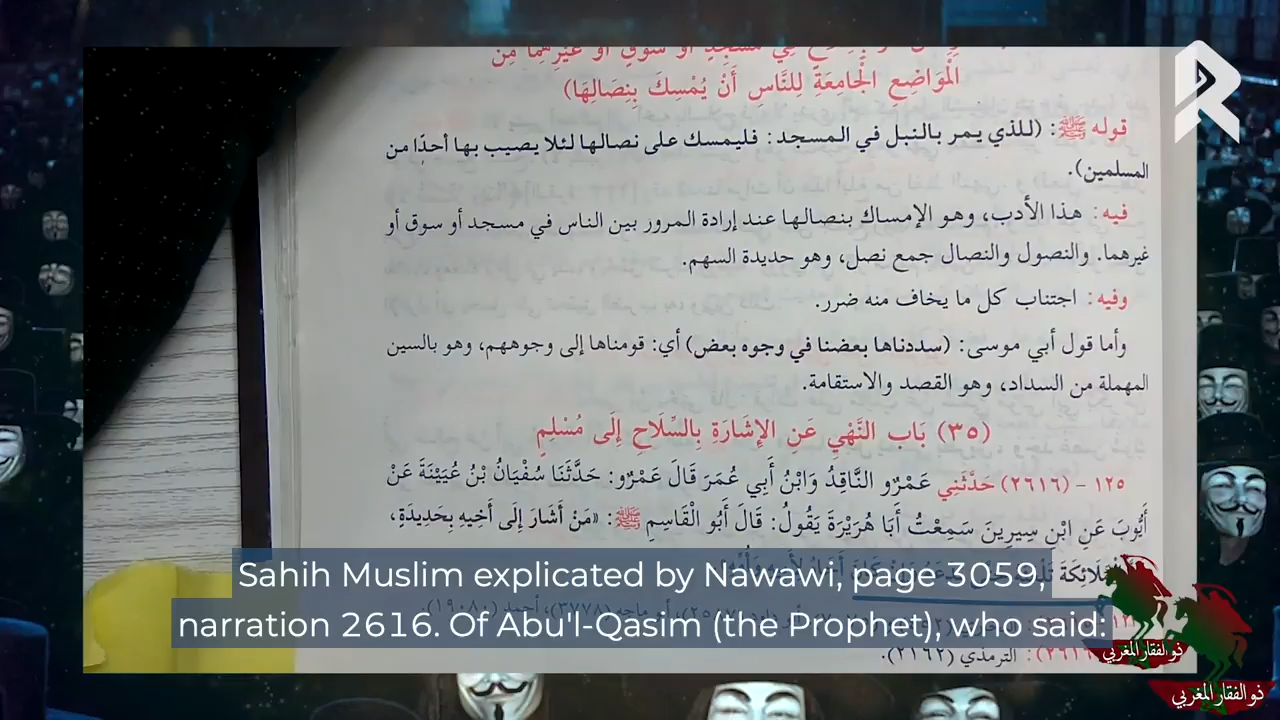 الْمَوَاضِعِ الْجَامِعَةِ لِلنَّاسِ أَنْ يُمْسِكَ بِنِصَالِهَا)
قوله ﷺ: (للذي يمر بالنبل في المسجد: فليمسك على نصالها لئلا يصيب بها أحدًا من
المسلمين).
فيه: هذا الأدب، وهو الإمساك بنصالها عند إرادة المرور بين الناس في مسجد أو سوق أو
غيرهما. والنصول والنصال جمع نصل، وهو حديدة السهم.
وفيه: اجتناب كل ما يخاف منه ضرر.
وأما قول أبي موسى: (سددناها بعضنا في وجوه بعض) أي: قومناها إلى وجوههم، وهو بالسين
المهملة من السداد، وهو القصد والاستقامة.
(٣٥) بَاب النَّهْيِ عَنِ الإِشَارَةِ بِالسِّلَاحِ إِلَى مُسْلِمٍ
١٢٥ - (٢٦١٦) حَدَّثَنِي عَمْرٌو النَّاقِدُ وَابْنُ أَبِي عُمَرَ قَالَ عَمْرٌو: حَدَّثَنَا سُفْيَانُ بْنُ عُيَيْنَةَ عَنْ
أَيُّوبَ عَنِ ابْنِ سِيرِينَ سَمِعْتُ أَبَا هُرَيْرَةَ يَقُولُ: قَالَ أَبُو الْقَاسِمِ ﷺ: «مَنْ أَشَارَ إِلَى أَخِيهِ بِحَدِيدَةٍ،
Sahih Muslim explicated by Nawawi, page 3059,
narration 2616. Of Abu'l-Qasim (the Prophet), who said:
الترمذي (٢١٦٢).
ذو الفقار المغربي
ذو الفقار المغربي